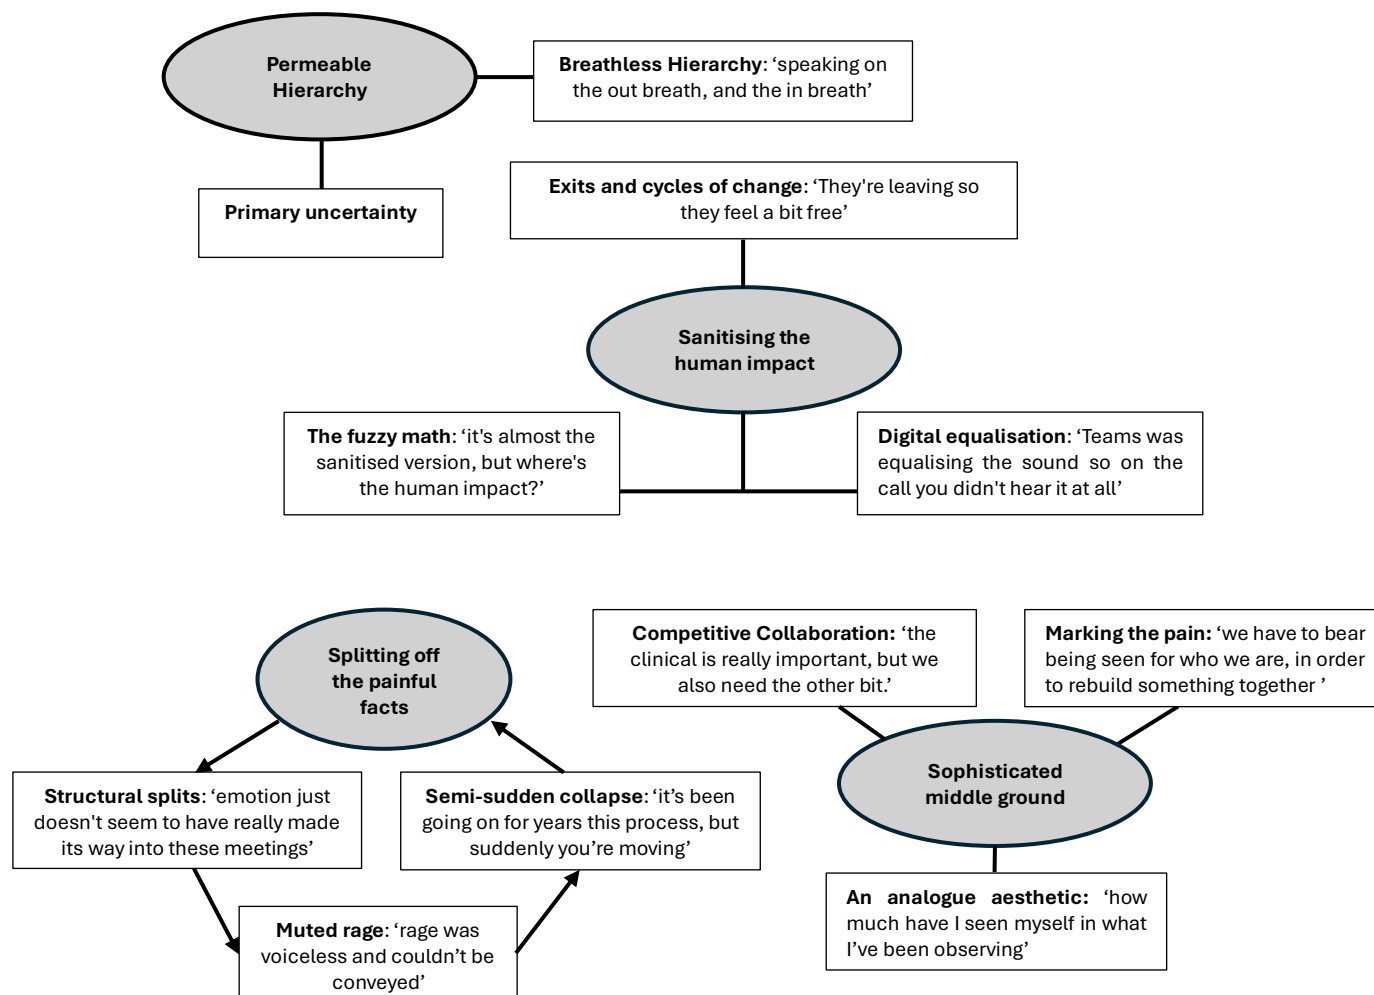 Permeable
Hierarchy
Breathless Hierarchy: ‘speaking on
the out breath, and the in breath’
Primary uncertainty
Exits and cycles of change: ‘They're leaving so
they feel a bit free’
Sanitising the
human impact
The fuzzy math: ‘it's almost the
sanitised version, but where's
the human impact?’
Digital equalisation: ‘Teams was
equalising the sound so on the
call you didn't hear it at all’
Splitting off
the painful
facts
Structural splits: ‘emotion just
doesn't seem to have really made
its way into these meetings’
Semi-sudden collapse: ‘it’s been
going on for years this process, but
suddenly you’re moving’
Muted rage: ‘rage was
voiceless and couldn’t be
conveyed’
Competitive Collaboration: ‘the
clinical is really important, but we
also need the other bit.’
Marking the pain: ‘we have to bear
being seen for who we are, in order
to rebuild something together ’
Sophisticated
middle ground
An analogue aesthetic: ‘how
much have I seen myself in what
I’ve been observing’